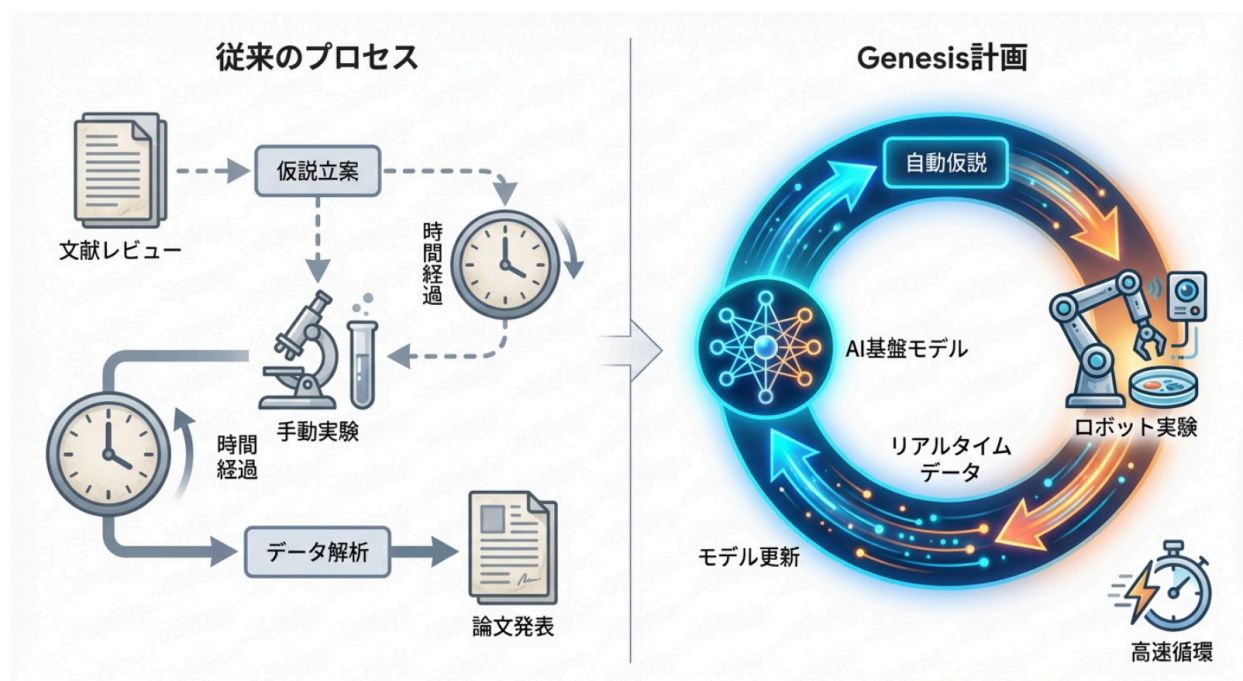 従来のプロセス
文献レビュー
仮説立案
時間経過
手動実験
時間
経過
データ解析
論文発表
Genesis計画
自動仮説
AI基盤モデル
ロボット実験
リアルタイム
データ
モデル更新
高速循環